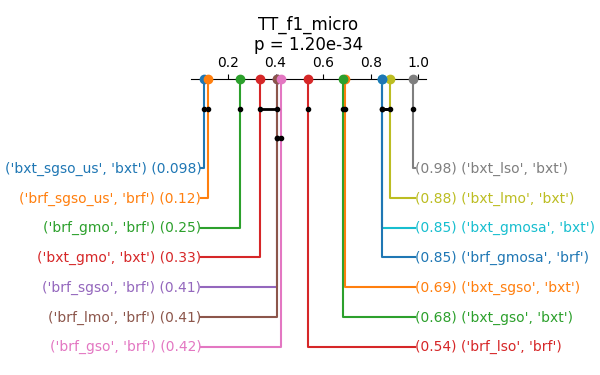 TT_f1_micro
p = 1.20e-34
0.2 0.4 0.6 0.8 1.0
('bxt_sgso_us', 'bxt') (0.098) (0.98) ('bxt_lso', 'bxt')
('brf_sgso_us', 'brf') (0.12) (0.88) ('bxt_lmo', 'bxt')
('brf_gmo', 'brf') (0.25) (0.85) ('bxt_gmosa', 'bxt')
('bxt_gmo', 'bxt') (0.33) (0.85) ('brf_gmosa', 'brf')
('brf_sgso', 'brf') (0.41) (0.69) ('bxt_sgso', 'bxt')
('brf_lmo', 'brf') (0.41) (0.68) ('bxt_gso', 'bxt')
('brf_gso', 'brf') (0.42) (0.54) ('brf_lso', 'brf')